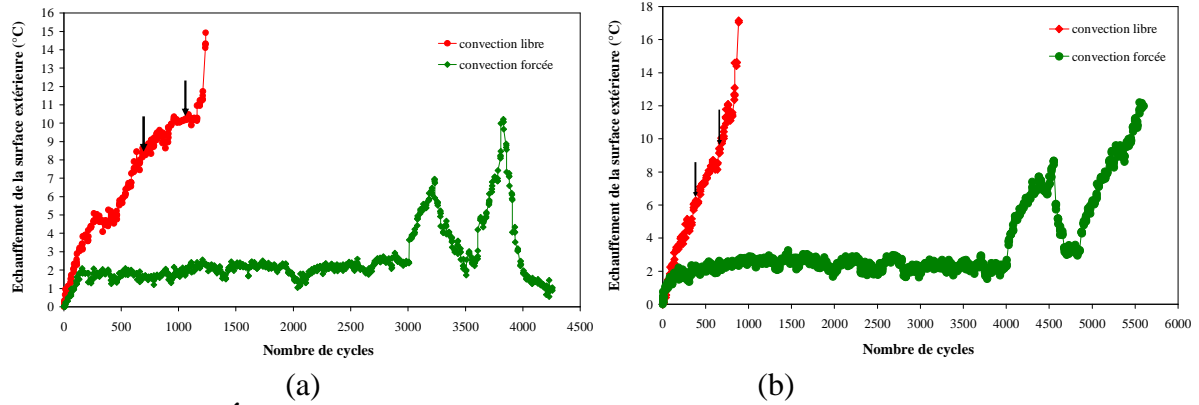 16
15
14
13
12
11
10
9
8
7
6
5
4
3
2
1
0
Echauffement de la surface extérieure (°C)
convection libre
convection forcée
0 500 1000 1500 2000 2500 3000 3500 4000 4500
Nombre de cycles
(a)
18
16
14
12
10
8
6
4
2
0
Echauffement de la surface extérieure (°C)
convection libre
convection forcée
0 500 1000 1500 2000 2500 3000 3500 4000 4500 5000 5500 6000
Nombre de cycles
(b)